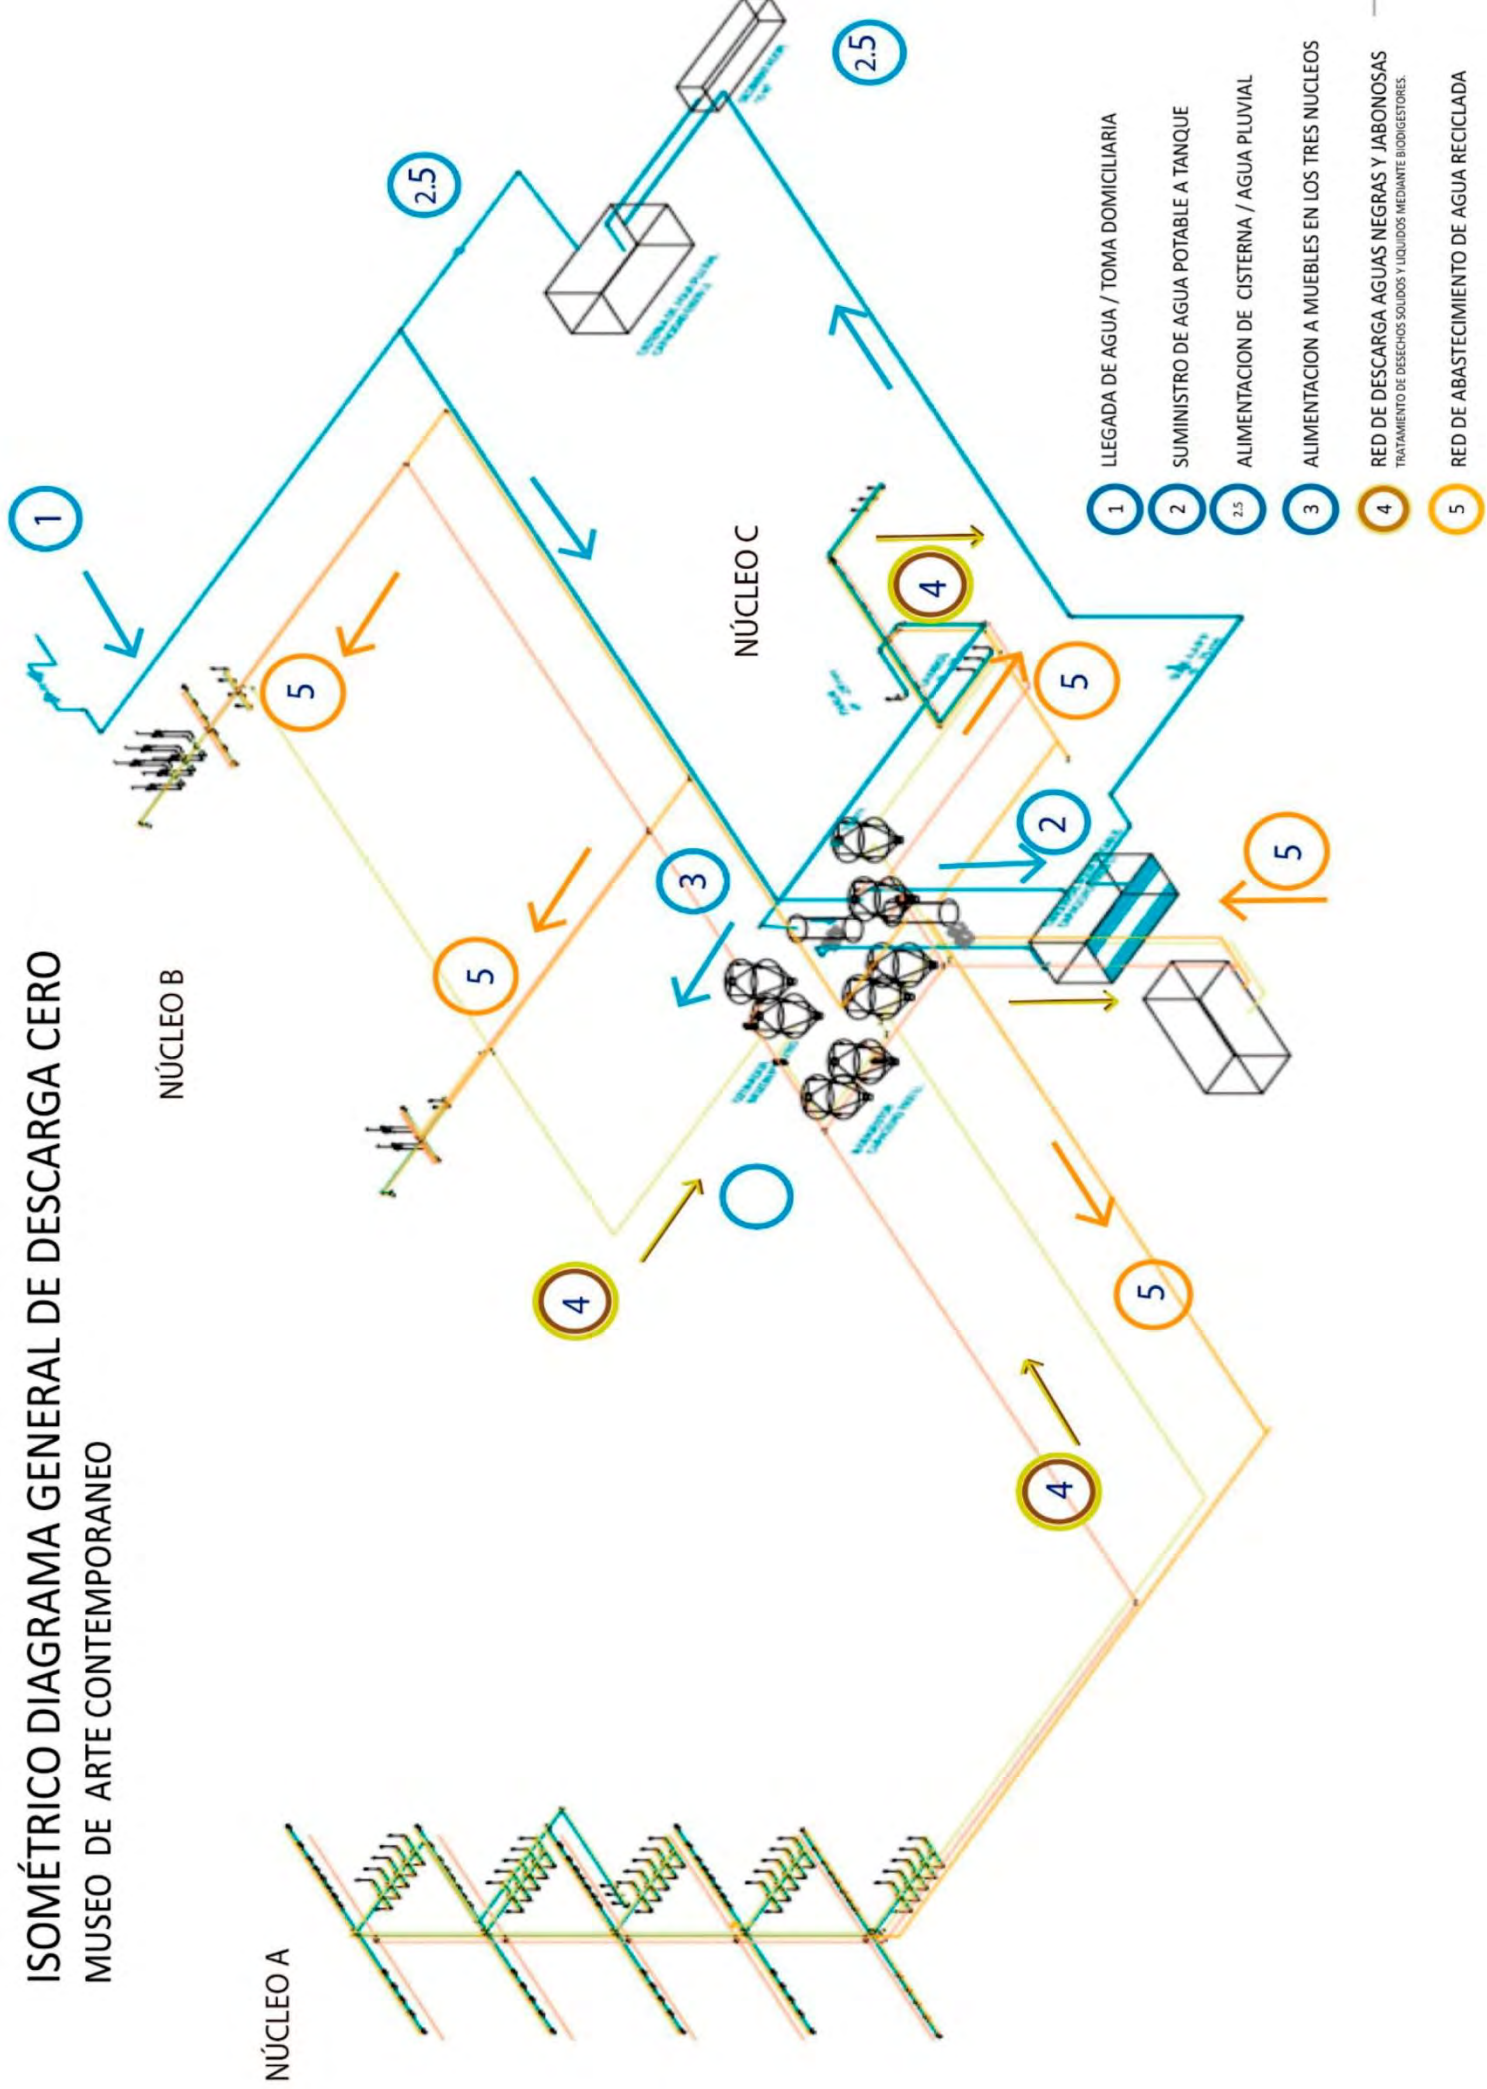 ISOMÉTRICO DIAGRAMA GENERAL DE DESCARGA CERO
MUSEO DE ARTE CONTEMPORANEO
NÚCLEO A
NÚCLEO B
NÚCLEO C
1
2.5
2.5
5
5
3
4
4
4
2
5
5
5
1 LLEGADA DE AGUA / TOMA DOMICILIARIA
2 SUMINISTRO DE AGUA POTABLE A TANQUE
2.5 ALIMENTACION DE CISTERNA / AGUA PLUVIAL
3 ALIMENTACION A MUEBLES EN LOS TRES NUCLEOS
4 RED DE DESCARGA AGUAS NEGRAS Y JABONOSAS
TRATAMIENTO DE DESECHOS SOLIDOS Y LIQUIDOS MEDIANTE BIODIGESTORES.
5 RED DE ABASTECIMIENTO DE AGUA RECICLADA